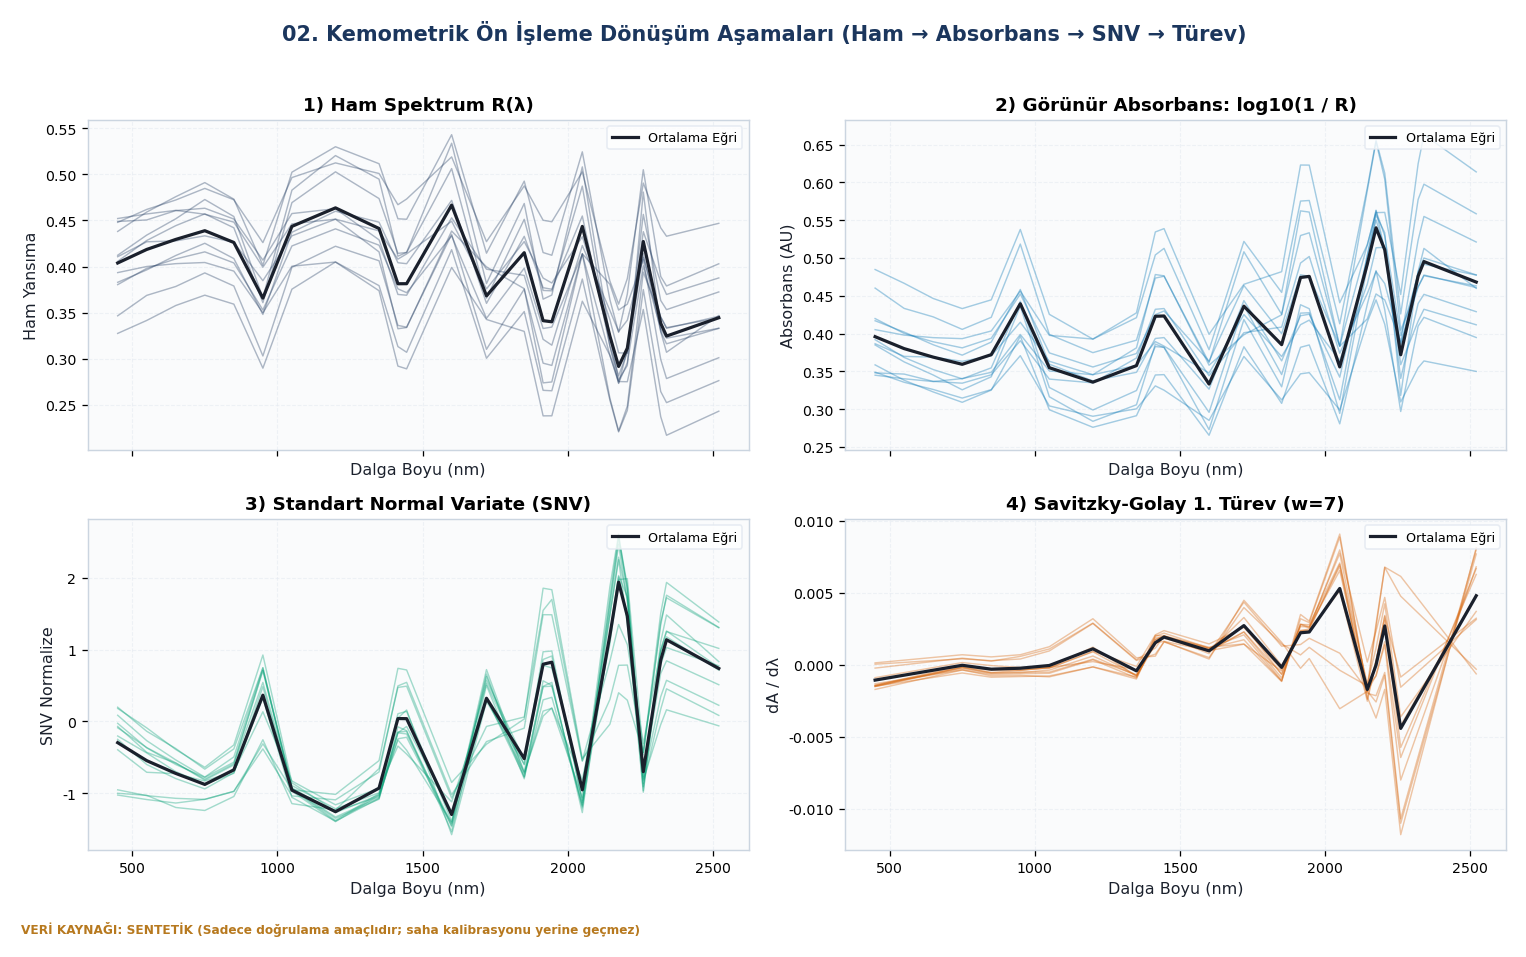 02. Kemometrik Ön İşleme Dönüşüm Aşamaları (Ham → Absorbans → SNV → Türev)
1) Ham Spektrum R(λ)
Ham Yansıma
0.55
0.50
0.45
0.40
0.35
0.30
0.25
Ortalama Eğri
Dalga Boyu (nm)
2) Görünür Absorbans: log10(1 / R)
Absorbans (AU)
0.65
0.60
0.55
0.50
0.45
0.40
0.35
0.30
0.25
Ortalama Eğri
Dalga Boyu (nm)
3) Standart Normal Variate (SNV)
SNV Normalize
2
1
0
-1
Ortalama Eğri
500 1000 1500 2000 2500
Dalga Boyu (nm)
4) Savitzky-Golay 1. Türev (w=7)
dA / dλ
0.010
0.005
0.000
-0.005
-0.010
Ortalama Eğri
500 1000 1500 2000 2500
Dalga Boyu (nm)
VERİ KAYNAĞI: SENTETİK (Sadece doğrulama amaçlıdır; saha kalibrasyonu yerine geçmez)